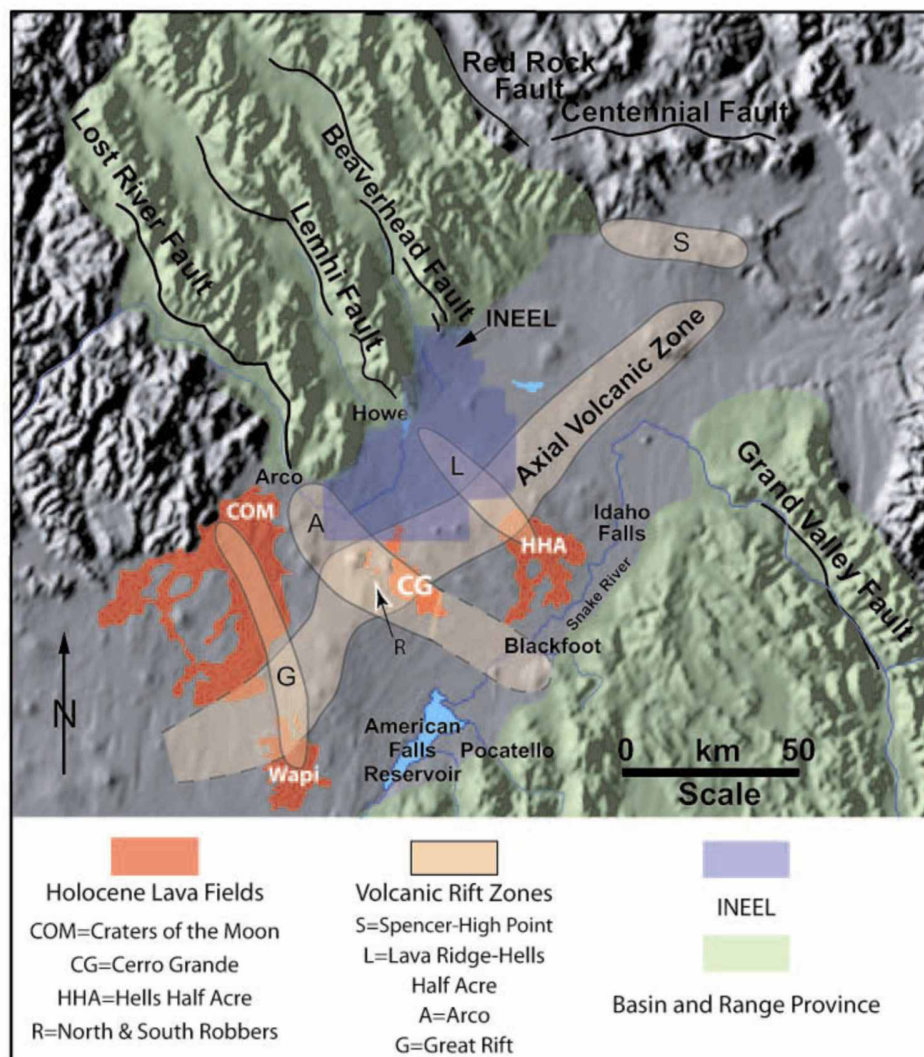 Red Rock
Fault
Centennial Fault
Beaverhead Fault
Lost River Fault
Lemhi Fault
S
INEEL
Axial Volcanic Zone
Howe
Grand Valley Fault
L
Arco
COM
A
Idaho
Falls
HHA
CG
Snake River
R
Blackfoot
G
N
American
Falls
Reservoir
Pocatello
0 km 50
Scale
Wapi
Holocene Lava Fields
COM=Craters of the Moon
CG=Cerro Grande
HHA=Hells Half Acre
R=North & South Robbers
Volcanic Rift Zones
S=Spencer-High Point
L=Lava Ridge-Hells
Half Acre
A=Arco
G=Great Rift
INEEL
Basin and Range Province